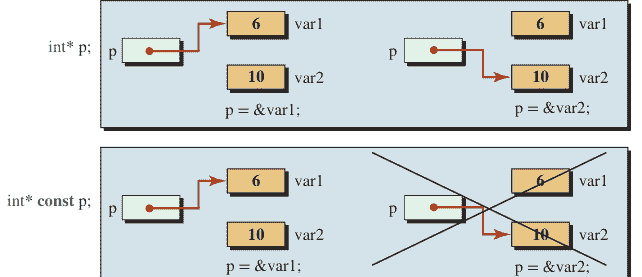 6 var1 6 var1
int* p; p p
10 var2 10 var2
p = &var1; p = &var2;
6 var1 6 var1
int* const p; p p
10 var2 10 var2
p = &var1; p = &var2;